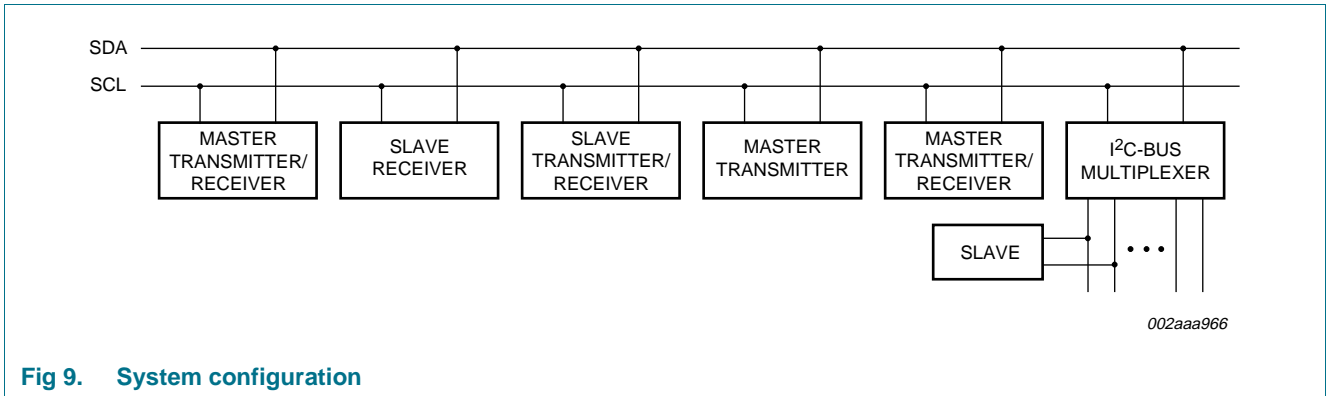 SDA
SCL
MASTER
TRANSMITTER/
RECEIVER
SLAVE
RECEIVER
SLAVE
TRANSMITTER/
RECEIVER
MASTER
TRANSMITTER
MASTER
TRANSMITTER/
RECEIVER
I²C-BUS
MULTIPLEXER
SLAVE
002aaa966
Fig 9. System configuration